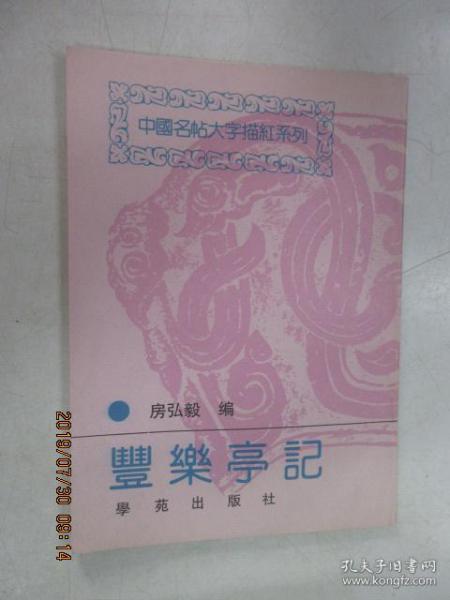 中國名帖大字描紅系列
房弘毅 编
豐樂亭記
學苑出版社
2019/07/30 09:14
孔夫子旧书网
www.kongfz.com